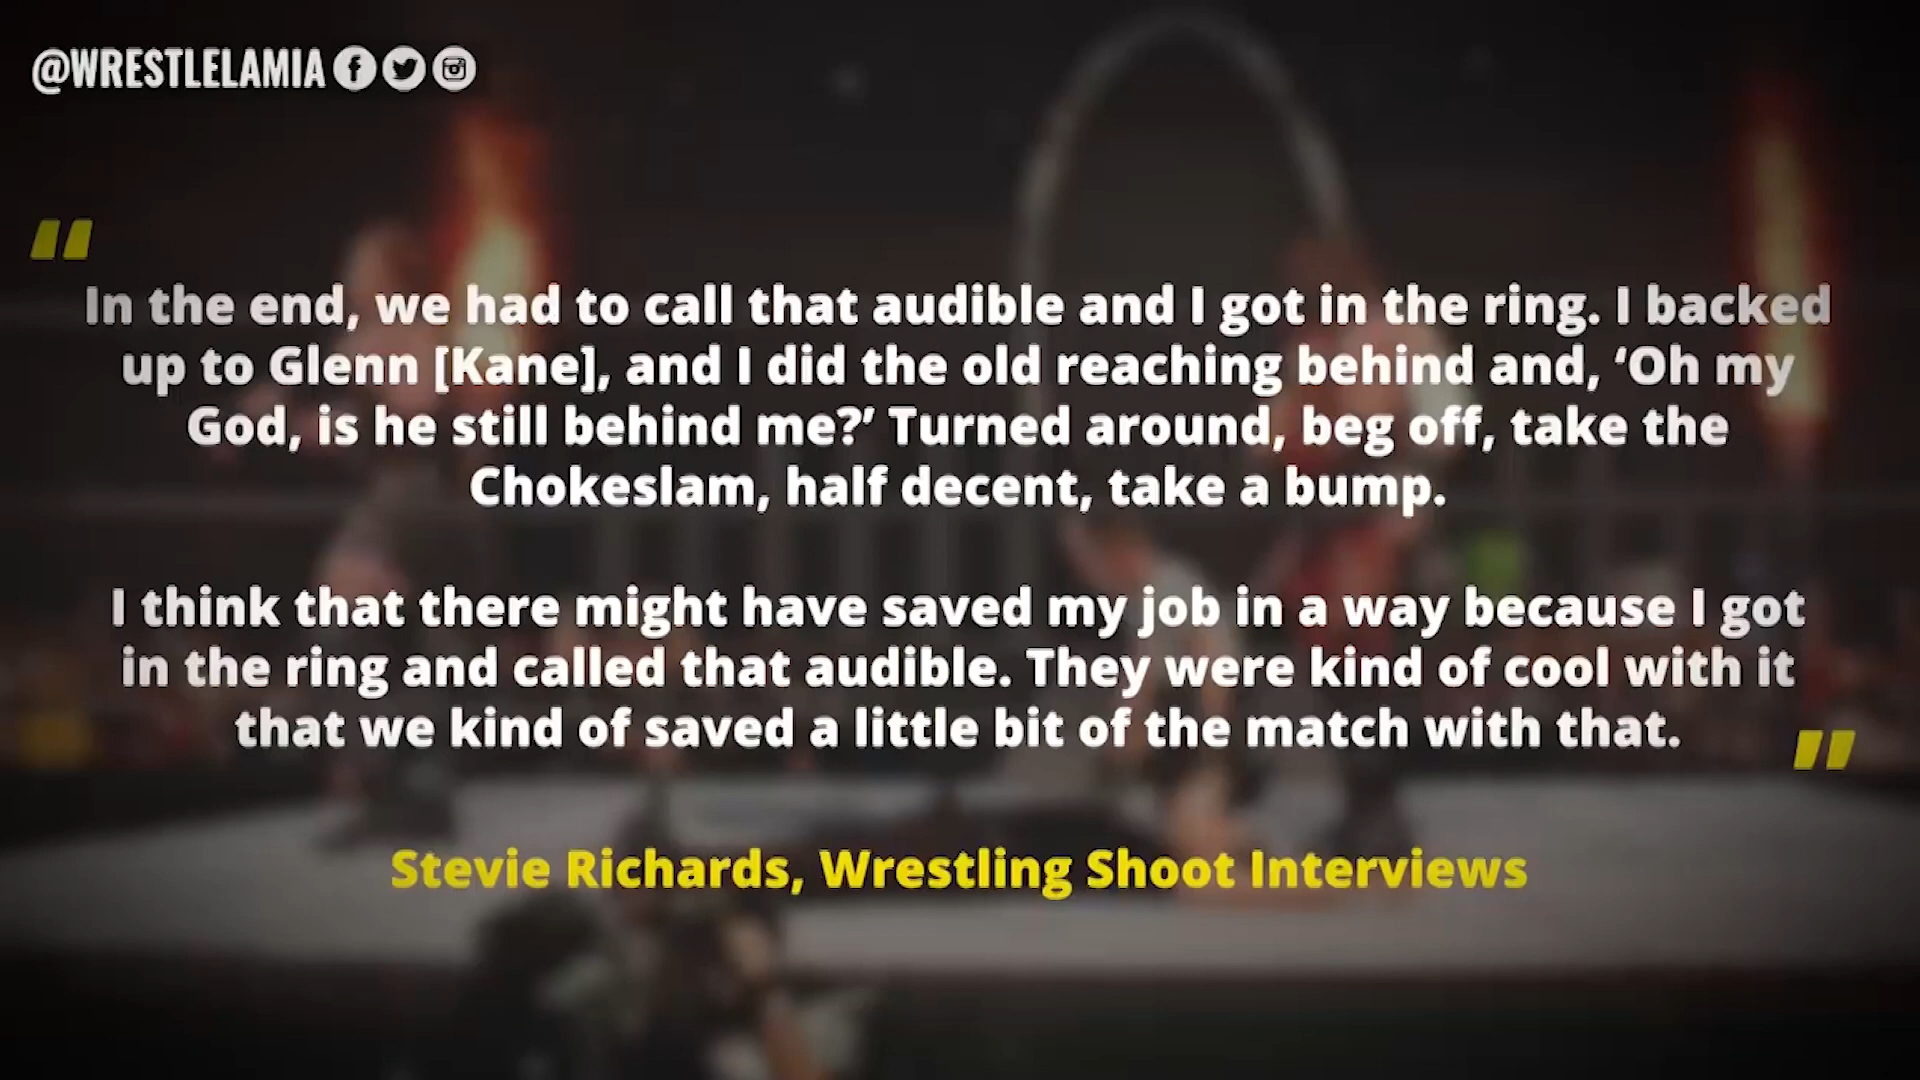 @WRESTLELAMIA
“
In the end, we had to call that audible and I got in the ring. I backed
up to Glenn [Kane], and I did the old reaching behind and, ‘Oh my
God, is he still behind me?’ Turned around, beg off, take the
Chokeslam, half decent, take a bump.
I think that there might have saved my job in a way because I got
in the ring and called that audible. They were kind of cool with it
that we kind of saved a little bit of the match with that.
”
Stevie Richards, Wrestling Shoot Interviews